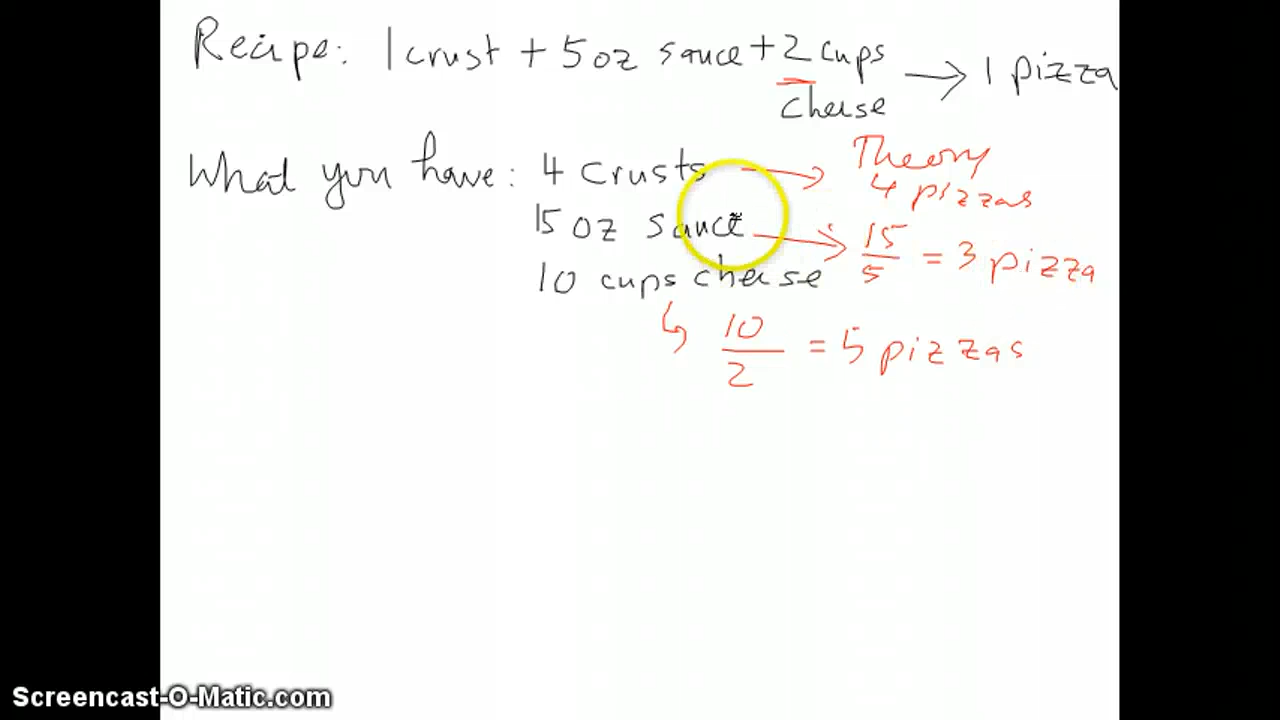 Recipe: 1 crust + 5 oz sauce + 2 cups cheese → 1 pizza
What you have: 4 crusts → Theory 4 pizzas
15 oz sauce → 15/5 = 3 pizza
10 cups cheese
↳ 10/2 = 5 pizzas
Screencast-O-Matic.com